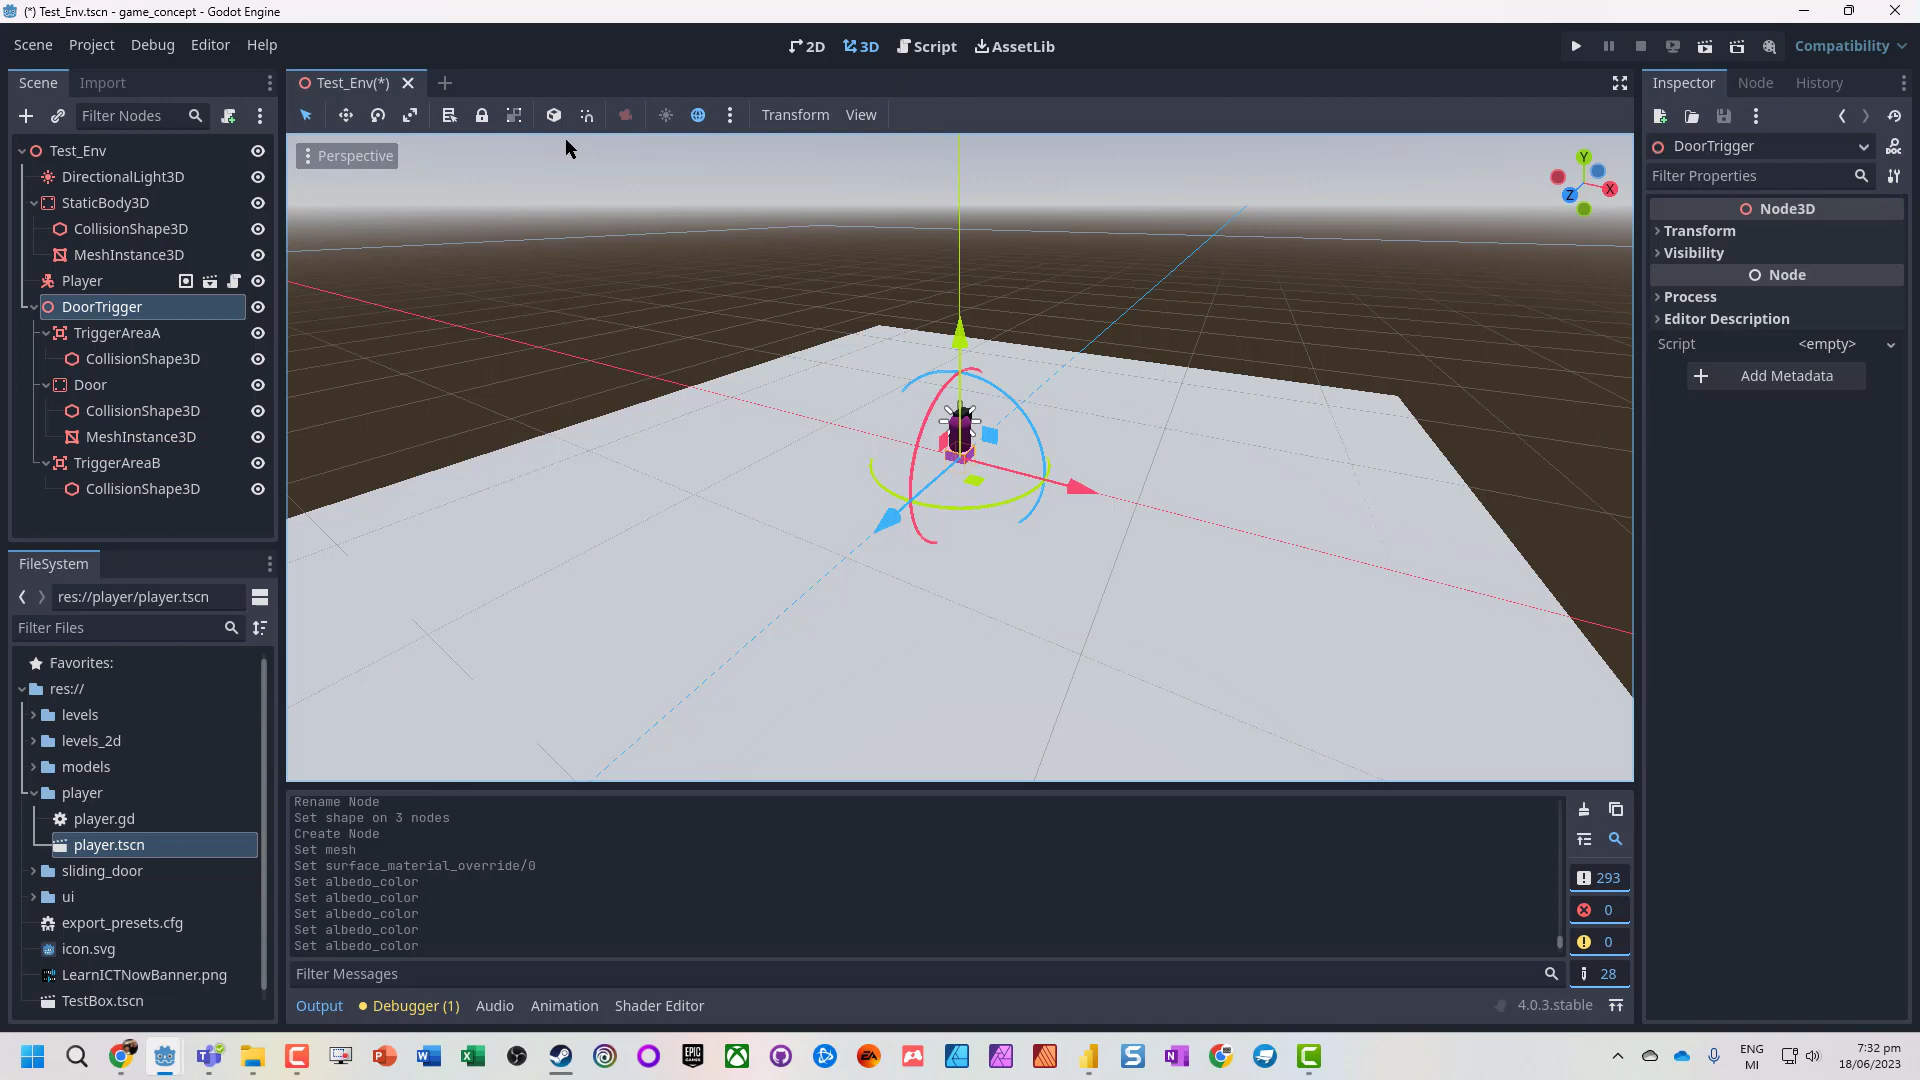 (*) Test_Env.tscn - game_concept - Godot Engine
Scene Project Debug Editor Help
2D 3D Script AssetLib
Compatibility
Scene Import
Test_Env(*)
Inspector Node History
Filter Nodes
Transform View
DoorTrigger
Filter Properties
Perspective
Y
X
Z
Test_Env
DirectionalLight3D
StaticBody3D
CollisionShape3D
MeshInstance3D
Player
DoorTrigger
TriggerAreaA
CollisionShape3D
Door
CollisionShape3D
MeshInstance3D
TriggerAreaB
CollisionShape3D
Node3D
Transform
Visibility
Node
Process
Editor Description
Script <empty>
Add Metadata
FileSystem
res://player/player.tscn
Filter Files
Favorites:
res://
levels
levels_2d
models
player
player.gd
player.tscn
sliding_door
ui
export_presets.cfg
icon.svg
LearnICTNowBanner.png
TestBox.tscn
Rename Node
Set shape on 3 nodes
Create Node
Set mesh
Set surface_material_override/0
Set albedo_color
Set albedo_color
Set albedo_color
Set albedo_color
Set albedo_color
293
0
0
28
Filter Messages
Output Debugger (1) Audio Animation Shader Editor
4.0.3.stable
ENG
MI
7:32 pm
18/06/2023